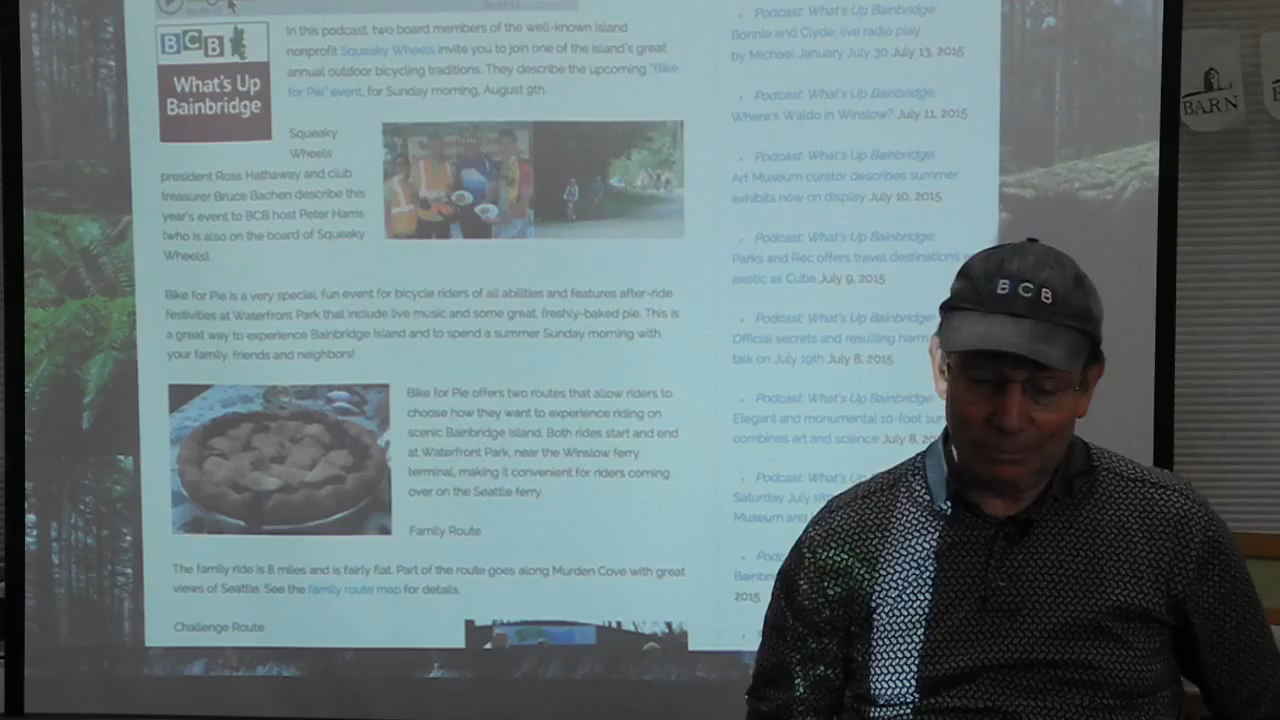 In this podcast, two board members of the well-known island
nonprofit Squeaky Wheels invite you to join one of the island's great
annual outdoor bicycling traditions. They describe the upcoming "Bike
for Pie" event, for Sunday morning, August 9th.
BCB
What's Up
Bainbridge
Squeaky
Wheels
president Ross Hathaway and club
treasurer Bruce Bachen describe this
year's event to BCB host Peter Harris
(who is also on the board of Squeaky
Wheels).
Bike for Pie is a very special, fun event for bicycle riders of all abilities and features after-ride
festivities at Waterfront Park that include live music and some great, freshly-baked pie. This is
a great way to experience Bainbridge Island and to spend a summer Sunday morning with
your family, friends and neighbors!
Bike for Pie offers two routes that allow riders to
choose how they want to experience riding on
scenic Bainbridge Island. Both rides start and end
at Waterfront Park, near the Winslow ferry
terminal, making it convenient for riders coming
over on the Seattle ferry.
Family Route
The family ride is 8 miles and is fairly flat. Part of the route goes along Murden Cove with great
views of Seattle. See the family route map for details.
Challenge Route
Podcast: What's Up Bainbridge:
Bonnie and Clyde: live radio play
by Michael January July 30 July 13, 2015
Podcast: What's Up Bainbridge:
Where's Waldo in Winslow? July 11, 2015
Podcast: What's Up Bainbridge:
Art Museum curator describes summer
exhibits now on display July 10, 2015
Podcast: What's Up Bainbridge:
Parks and Rec offers travel destinations
exotic as Cuba July 9, 2015
Podcast: What's Up Bainbridge:
Official secrets and resulting harm
talk on July 19th July 8, 2015
Podcast: What's Up Bainbridge
Elegant and monumental 10-foot
combines art and science July 8, 20
Podcast: What's Up
Saturday July 18th
Museum and
Podc
Bainbri
2015
BCB
BARN